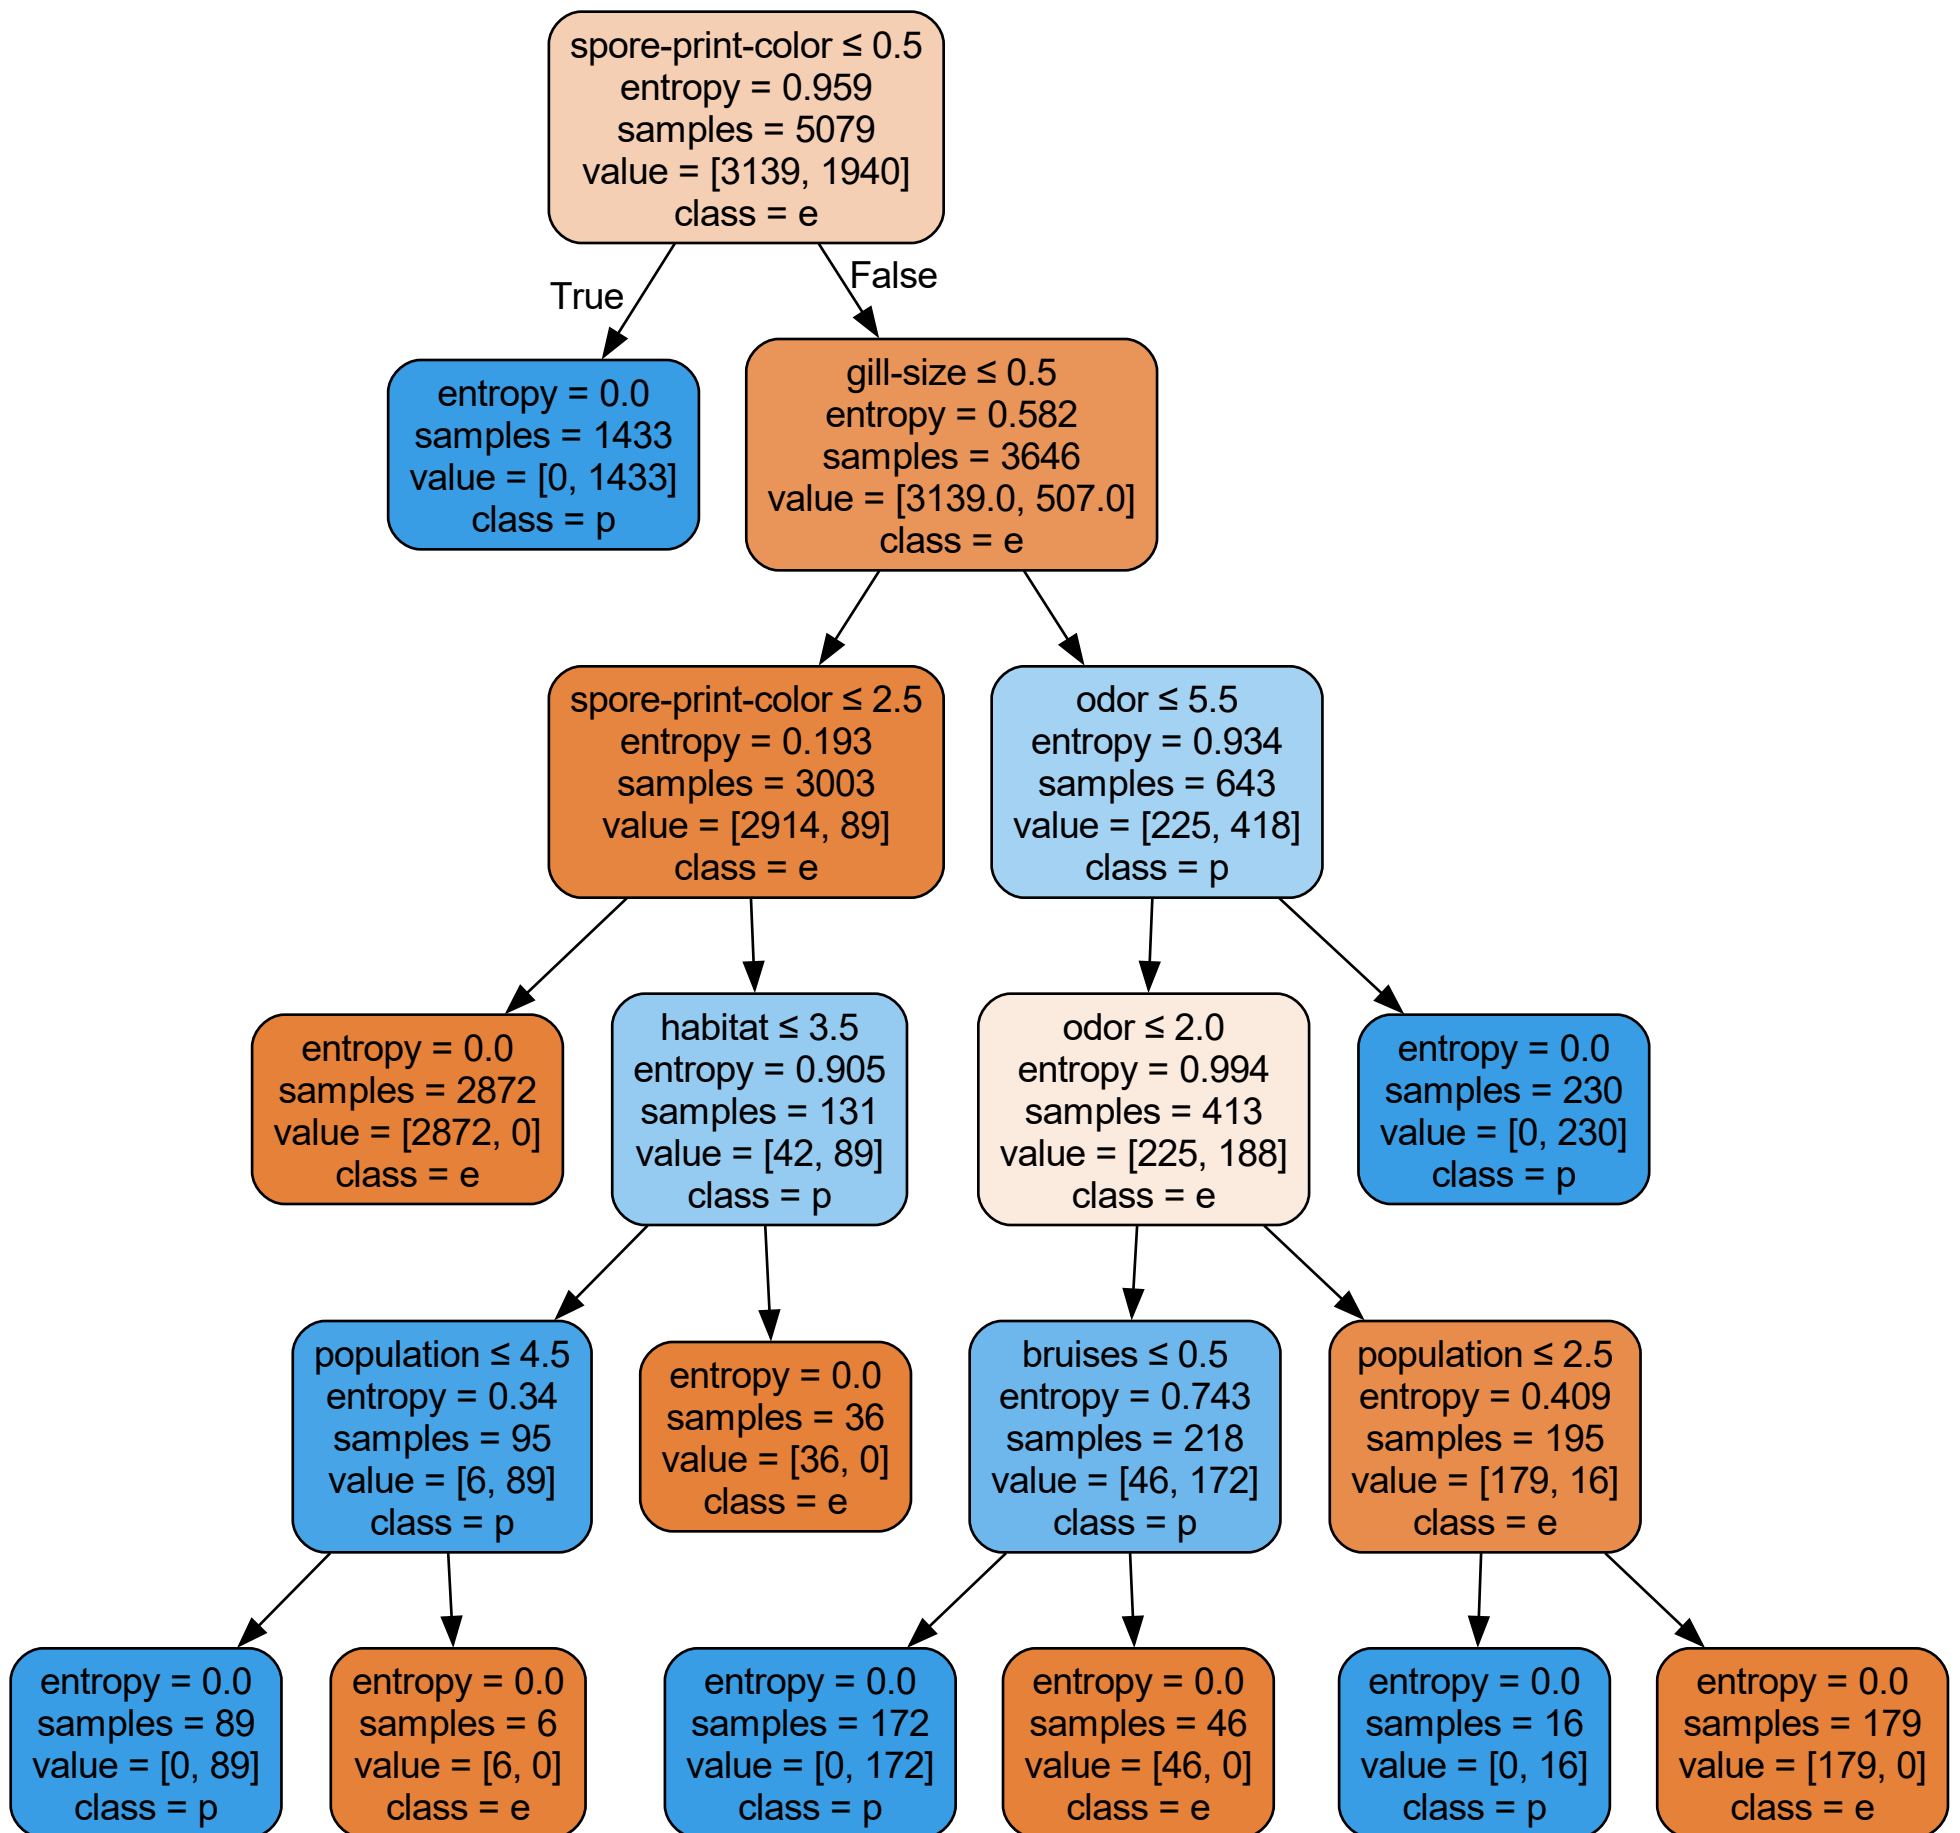 spore-print-color ≤ 0.5
entropy = 0.959
samples = 5079
value = [3139, 1940]
class = e
True
False
entropy = 0.0
samples = 1433
value = [0, 1433]
class = p
gill-size ≤ 0.5
entropy = 0.582
samples = 3646
value = [3139.0, 507.0]
class = e
spore-print-color ≤ 2.5
entropy = 0.193
samples = 3003
value = [2914, 89]
class = e
odor ≤ 5.5
entropy = 0.934
samples = 643
value = [225, 418]
class = p
entropy = 0.0
samples = 2872
value = [2872, 0]
class = e
habitat ≤ 3.5
entropy = 0.905
samples = 131
value = [42, 89]
class = p
odor ≤ 2.0
entropy = 0.994
samples = 413
value = [225, 188]
class = e
entropy = 0.0
samples = 230
value = [0, 230]
class = p
population ≤ 4.5
entropy = 0.34
samples = 95
value = [6, 89]
class = p
entropy = 0.0
samples = 36
value = [36, 0]
class = e
bruises ≤ 0.5
entropy = 0.743
samples = 218
value = [46, 172]
class = p
population ≤ 2.5
entropy = 0.409
samples = 195
value = [179, 16]
class = e
entropy = 0.0
samples = 89
value = [0, 89]
class = p
entropy = 0.0
samples = 6
value = [6, 0]
class = e
entropy = 0.0
samples = 172
value = [0, 172]
class = p
entropy = 0.0
samples = 46
value = [46, 0]
class = e
entropy = 0.0
samples = 16
value = [0, 16]
class = p
entropy = 0.0
samples = 179
value = [179, 0]
class = e